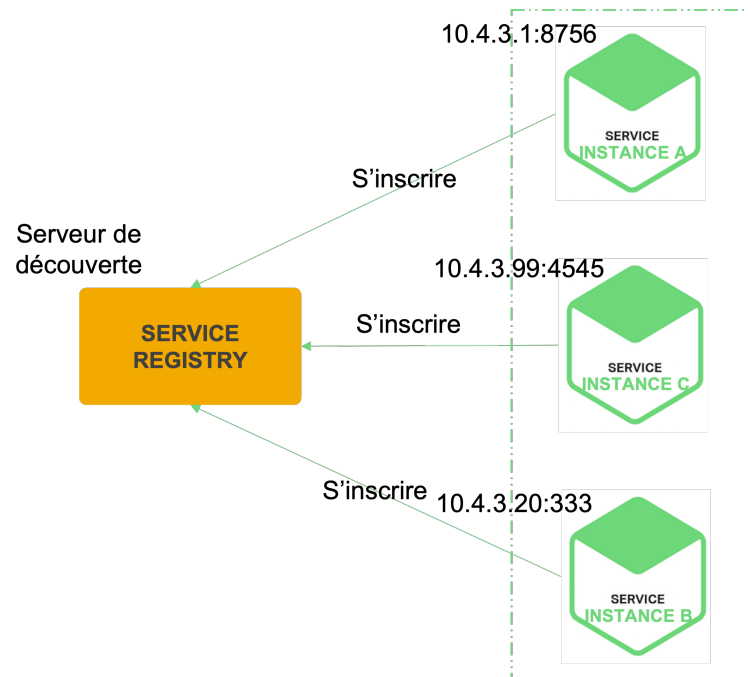 10.4.3.1:8756
SERVICE
INSTANCE A
S’inscrire
Serveur de
découverte
10.4.3.99:4545
S’inscrire
SERVICE
REGISTRY
SERVICE
INSTANCE C
S’inscrire
10.4.3.20:333
SERVICE
INSTANCE B